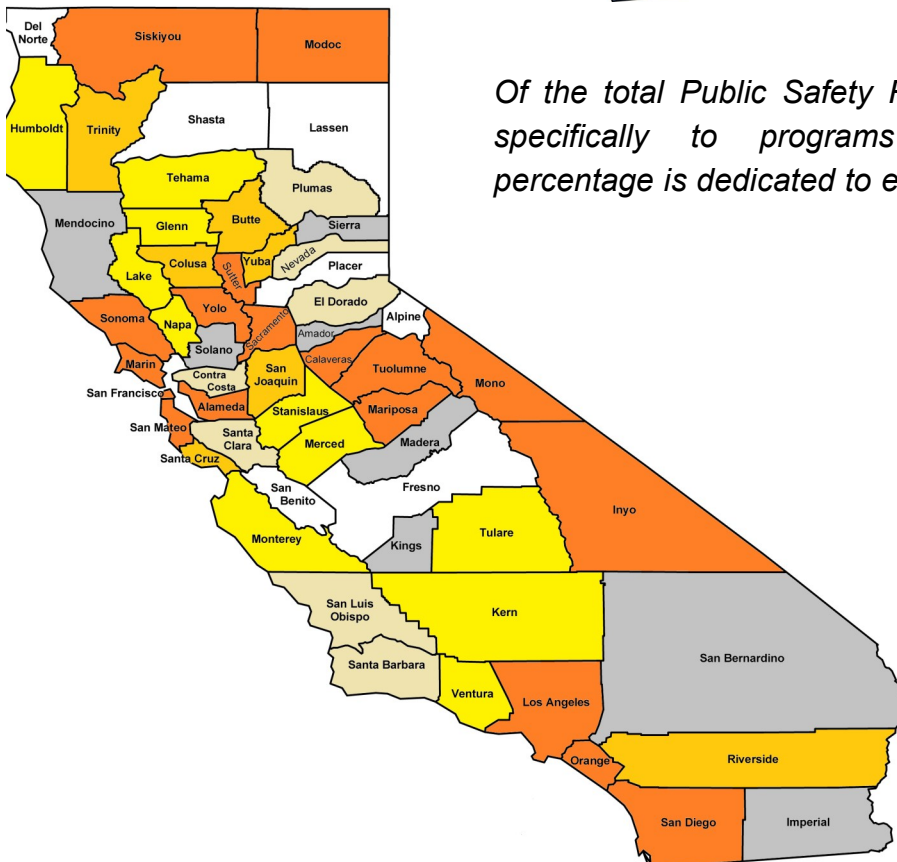 Del
Norte
Siskiyou
Modoc
Of the total Public Safety
specifically to programs
percentage is dedicated to
Humboldt
Trinity
Shasta
Lassen
Tehama
Plumas
Mendocino
Glenn
Butte
Sierra
Lake
Colusa
Sutter
Yuba
Nevada
Placer
El Dorado
Sonoma
Napa
Yolo
Sacramento
Amador
Alpine
Solano
Marin
Contra
Costa
San
Joaquin
Calaveras
Tuolumne
Mono
San Francisco
Alameda
Stanislaus
Mariposa
San Mateo
Santa
Clara
Merced
Madera
Santa Cruz
San
Benito
Fresno
Inyo
Monterey
Kings
Tulare
San Luis
Obispo
Kern
San Bernardino
Santa Barbara
Ventura
Los Angeles
Orange
Riverside
San Diego
Imperial